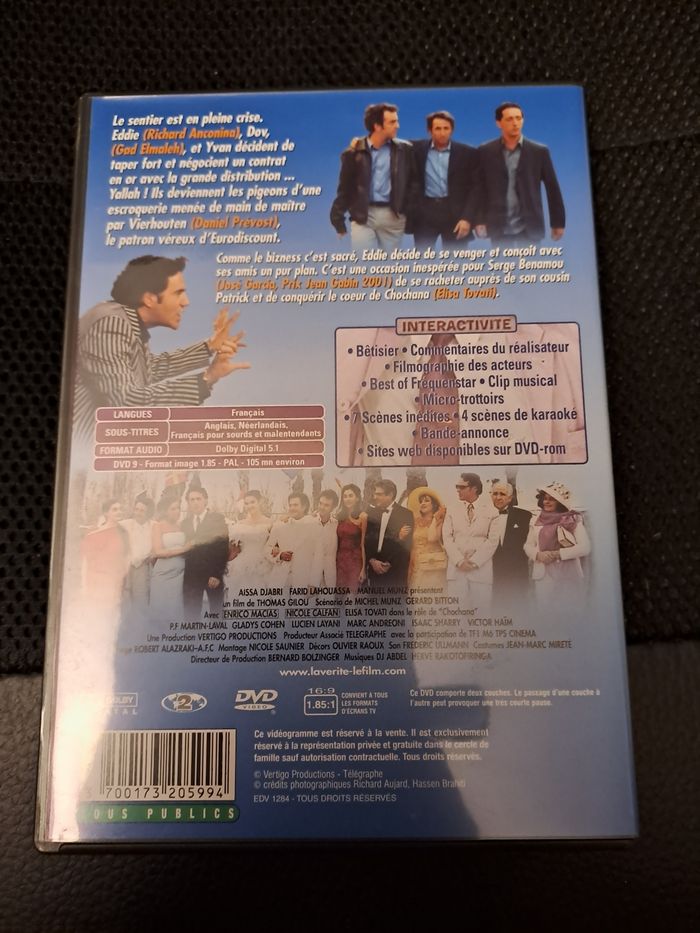 Le sentier est en pleine crise.
Eddie (Richard Anconina), Dov,
(Gad Elmaleh), et Yvan décident de
taper fort et négocient un contrat
en or avec la grande distribution ...
Yallah ! Ils deviennent les pigeons d'une
escroquerie menée de main de maître
par Vierhouten (Daniel Prévost),
le patron véreux d'Eurodiscount.
Comme le bizness c'est sacré, Eddie décide de se venger et conçoit avec
ses amis un pur plan. C'est une occasion inespérée pour Serge Benamou
(José Garcia, Prix Jean Gabin 2001) de se racheter auprès de son cousin
Patrick et de conquérir le coeur de Chochana (Élisa Tovati).
INTERACTIVITE
• Bêtisier • Commentaires du réalisateur
• Filmographie des acteurs
• Best of Fréquenstar • Clip musical
• Micro-trottoirs
• 7 Scènes inédites • 4 scènes de karaoké
• Bande-annonce
• Sites web disponibles sur DVD-rom
LANGUES Français
SOUS-TITRES Anglais, Néerlandais,
Français pour sourds et malentendants
FORMAT AUDIO Dolby Digital 5.1
DVD 9 - Format image 1.85 - PAL - 105 mn environ
AISSA DJABRI FARID LAHOUASSA MANUEL MUNZ présentent
un film de THOMAS GILOU Scénario de MICHEL MUNZ GERARD BITTON
Avec ENRICO MACIAS NICOLE CALFAN ELISA TOVATI dans le rôle de "Chochana"
P.F MARTIN-LAVAL GLADYS COHEN LUCIEN LAYANI MARC ANDREONI ISAAC SHARRY VICTOR HAÏM
Une Production VERTIGO PRODUCTIONS Producteur Associé TELEGRAPHE avec la participation de TF1 M6 TPS CINEMA
ROBERT ALAZRAKI-A.F.C Montage NICOLE SAUNIER Décors OLIVIER RAOUX Son FREDERIC ULLMANN Costumes JEAN-MARC MIRETE
Directeur de Production BERNARD BOLZINGER Musiques DJ ABDEL HERVE RAKOTOFIRINGA
www.laverite-lefilm.com
2
DVD
VIDEO
16:9
1.85:1
CONVIENT À TOUS
LES FORMATS
D'ÉCRANS TV
Ce DVD comporte deux couches. Le passage d'une couche à
l'autre peut provoquer une très courte pause.
Ce vidéogramme est réservé à la vente. Il est exclusivement
réservé à la représentation privée et gratuite dans le cercle de
famille sauf autorisation contractuelle. Tous droits réservés.
© Vertigo Productions - Télégraphe
© crédits photographiques Richard Aujard, Hassen Brahiti
EDV 1284 - TOUS DROITS RÉSERVÉS
700173 205994
TOUS PUBLICS